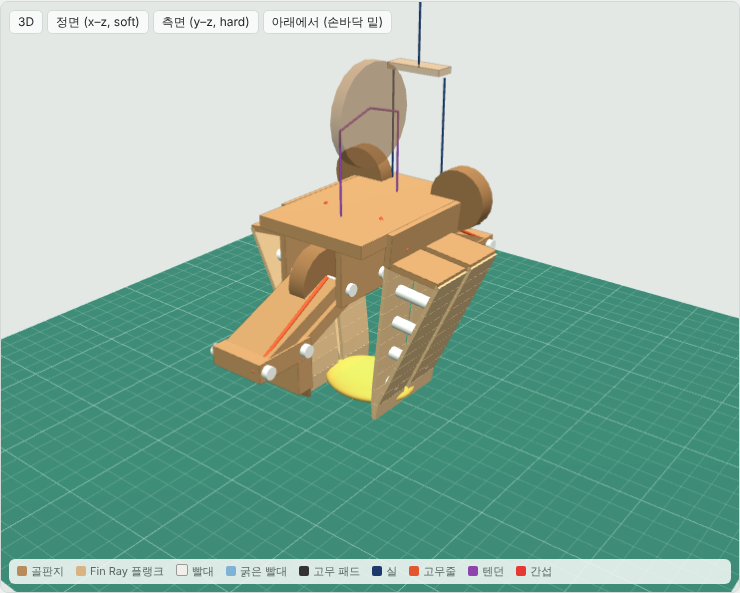 3D 정면 (x–z, soft) 측면 (y–z, hard) 아래에서 (손바닥 밑)
골판지 Fin Ray 플랭크 빨대 굵은 빨대 고무 패드 실 고무줄 텐던 간섭